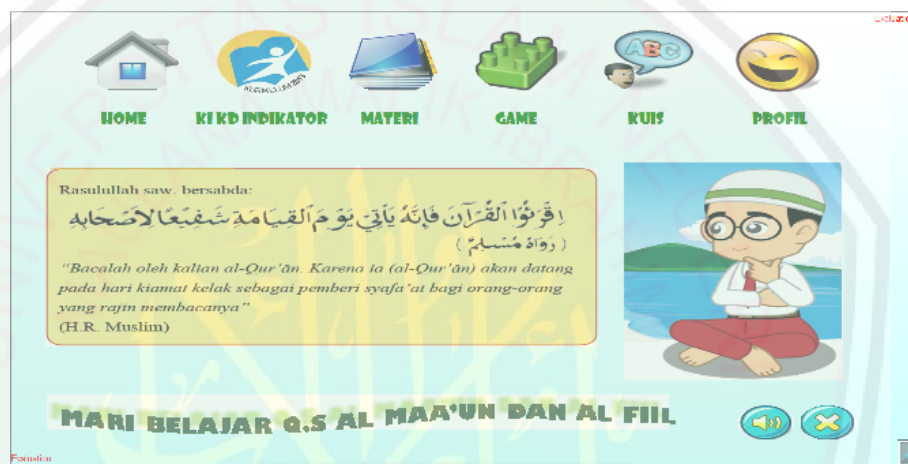 Evaluation
HOME KI KD INDIKATOR MATERI GAME KUIS PROFIL
Rasulullah saw. bersabda:
اِقْرَئُوا الْقُرْآنَ فَإِنَّهُ يَأْتِيْ يَوْمَ الْقِيَامَةِ شَفِيْعًا لِاَصْحَابِهِ
( رَوَاهُ مُسْلِمٌ )
“Bacalah oleh kalian al-Qur’ān. Karena ia (al-Qur’ān) akan datang
pada hari kiamat kelak sebagai pemberi syafa’at bagi orang-orang
yang rajin membacanya”
(H.R. Muslim)
MARI BELAJAR Q.S AL MAA'UN DAN AL FIIL
Evaluation